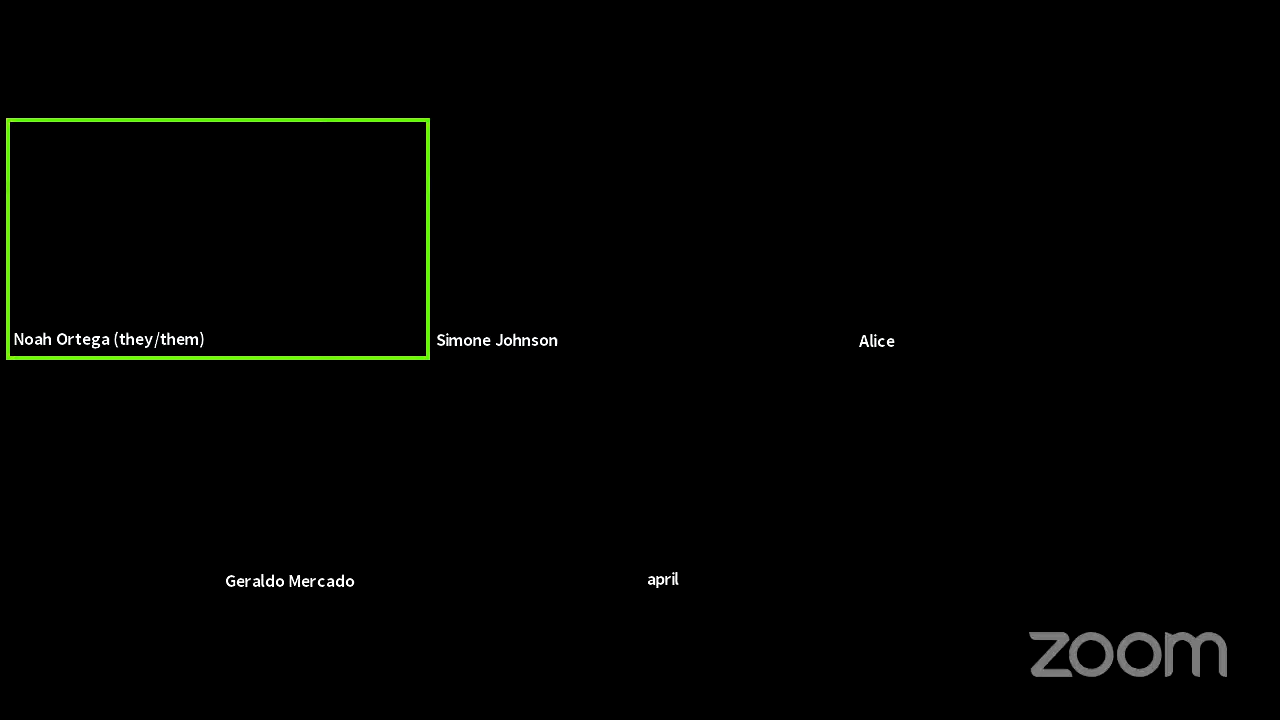 Noah Ortega (they/them)
Simone Johnson
Alice
Geraldo Mercado
april
zoom